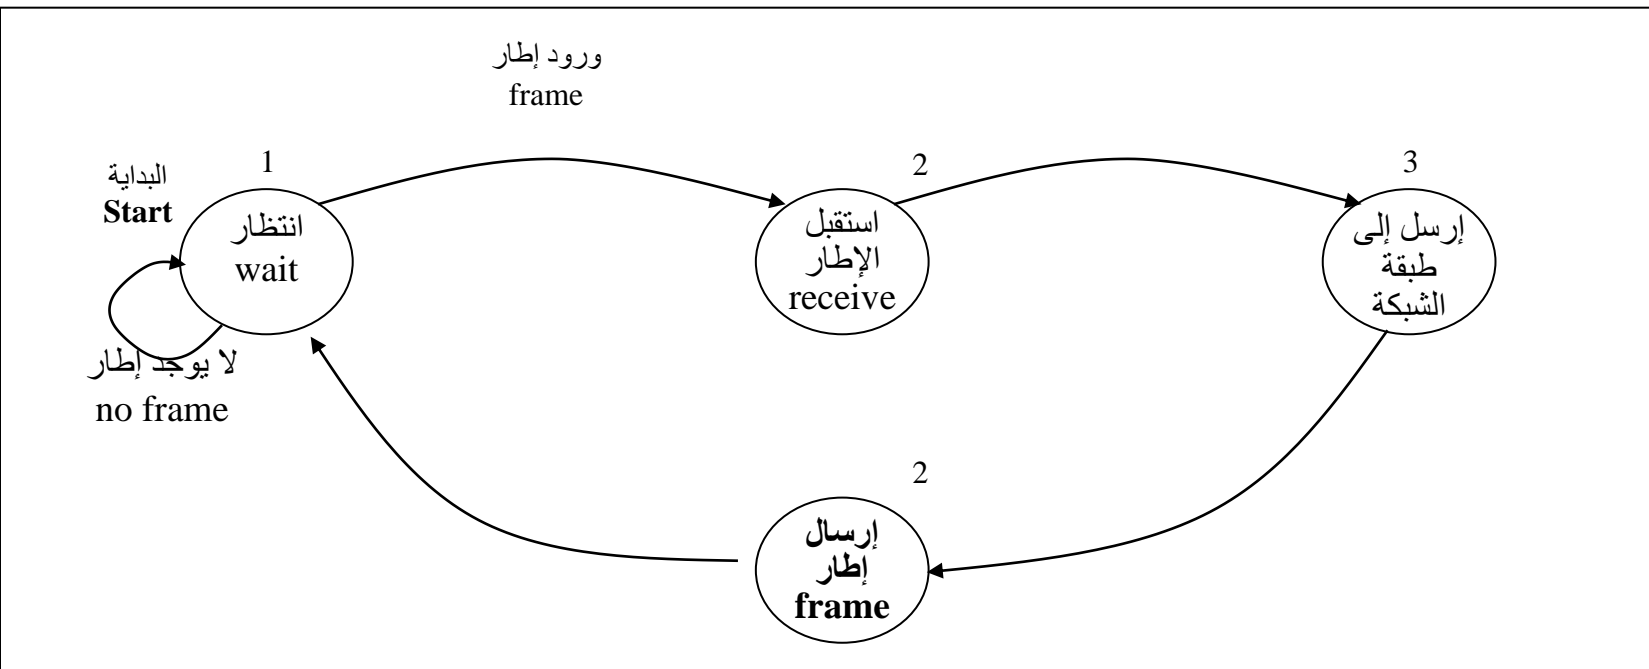 ورود إطار
frame
البداية
Start
1
انتظار
wait
لا يوجد إطار
no frame
2
استقبل
الإطار
receive
3
إرسل إلى
طبقة
الشبكة
2
إرسال
إطار
frame